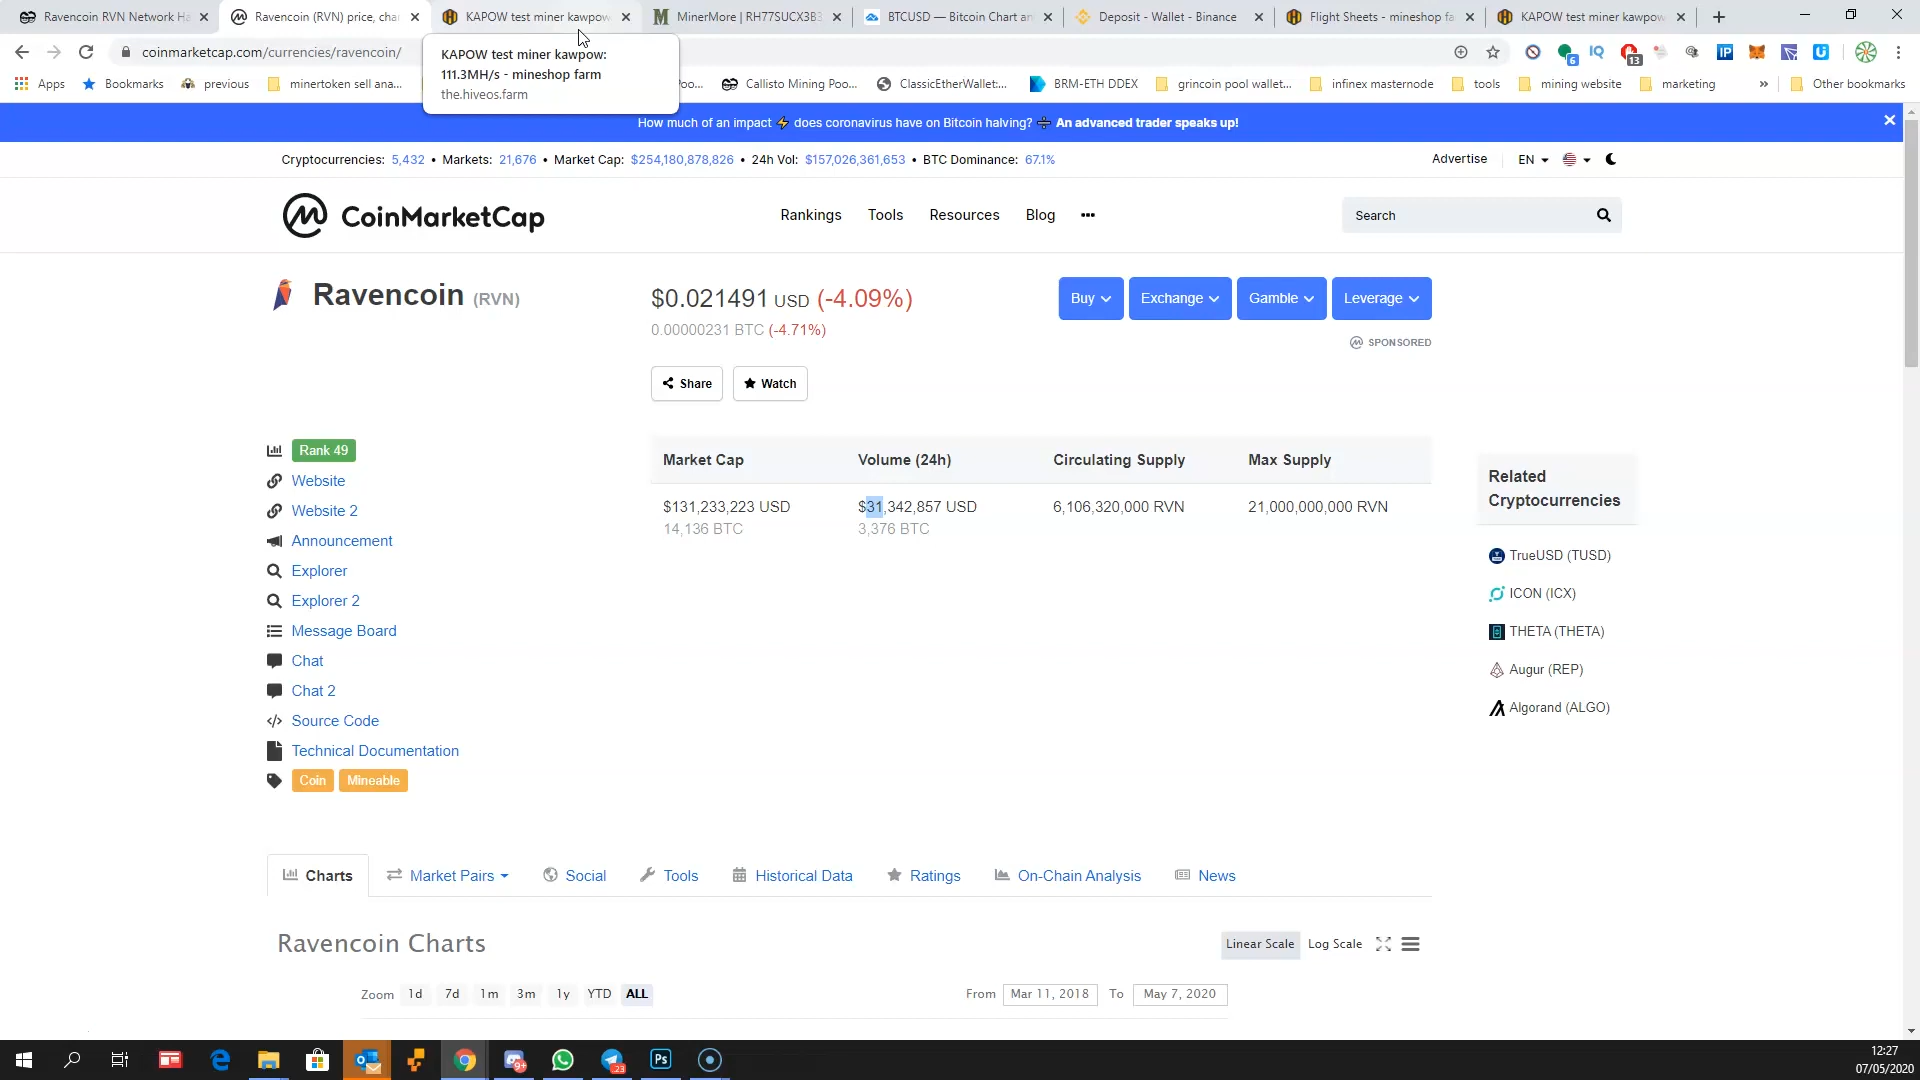 Ravencoin RVN Network Ha
Ravencoin (RVN) price, cha
KAPOW test miner kawpow
MinerMore | RH77SUCX3B3
BTCUSD — Bitcoin Chart an
Deposit - Wallet - Binance
Flight Sheets - mineshop fa
KAPOW test miner kawpow
coinmarketcap.com/currencies/ravencoin/
6
IQ
13
IP
KAPOW test miner kawpow:
111.3MH/s - mineshop farm
the.hiveos.farm
Apps
Bookmarks
previous
minertoken sell ana...
Poo...
Callisto Mining Poo...
ClassicEtherWallet:...
BRM-ETH DDEX
grincoin pool wallet...
infinex masternode
tools
mining website
marketing
»
Other bookmarks
How much of an impact ⚡ does coronavirus have on Bitcoin halving? ➗ An advanced trader speaks up!
Cryptocurrencies: 5,432 • Markets: 21,676 • Market Cap: $254,180,878,826 • 24h Vol: $157,026,361,653 • BTC Dominance: 67.1%
Advertise
EN
CoinMarketCap
Rankings
Tools
Resources
Blog
•••
Search
Ravencoin (RVN)
$0.021491 USD (-4.09%)
0.00000231 BTC (-4.71%)
Buy
Exchange
Gamble
Leverage
SPONSORED
Share
Watch
Rank 49
Website
Website 2
Announcement
Explorer
Explorer 2
Message Board
Chat
Chat 2
Source Code
Technical Documentation
Coin
Mineable
Market Cap
Volume (24h)
Circulating Supply
Max Supply
$131,233,223 USD
$31,342,857 USD
6,106,320,000 RVN
21,000,000,000 RVN
14,136 BTC
3,376 BTC
Related
Cryptocurrencies
TrueUSD (TUSD)
ICON (ICX)
THETA (THETA)
Augur (REP)
Algorand (ALGO)
Charts
Market Pairs
Social
Tools
Historical Data
Ratings
On-Chain Analysis
News
Ravencoin Charts
Linear Scale
Log Scale
Zoom
1d
7d
1m
3m
1y
YTD
ALL
From
Mar 11, 2018
To
May 7, 2020
9+
23
Ps
12:27
07/05/2020